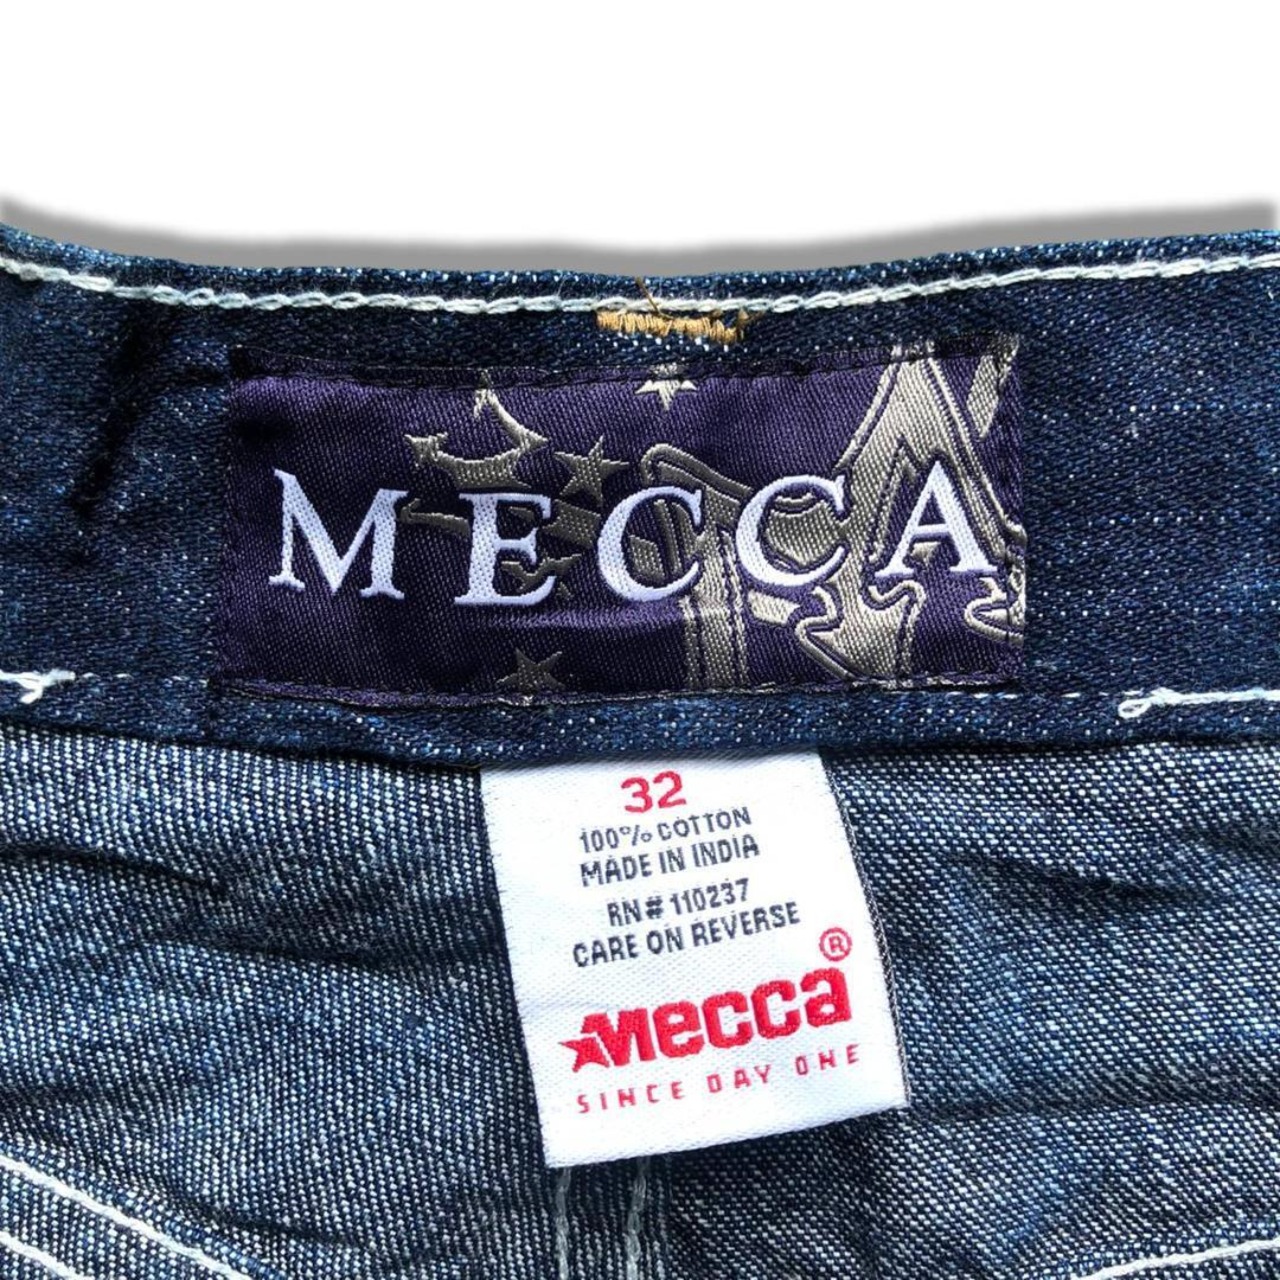 MECCA
32
100% COTTON
MADE IN INDIA
RN# 110237
CARE ON REVERSE
mecca®
SINCE DAY ONE